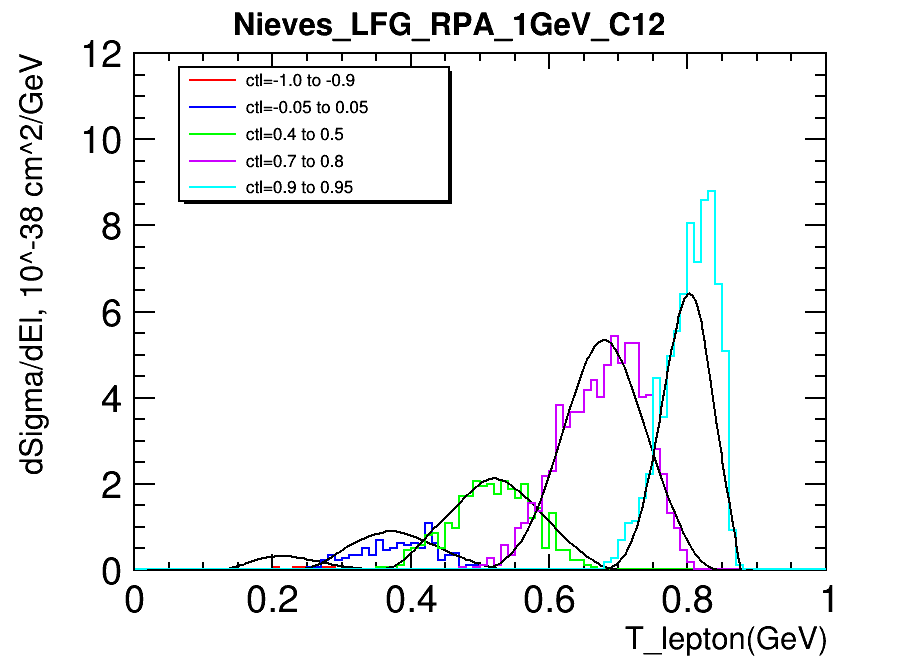 Nieves_LFG_RPA_1GeV_C12
dSigma/dEl, 10^-38 cm^2/GeV
12
10
8
6
4
2
0
ctl=-1.0 to -0.9
ctl=-0.05 to 0.05
ctl=0.4 to 0.5
ctl=0.7 to 0.8
ctl=0.9 to 0.95
0 0.2 0.4 0.6 0.8 1
T_lepton(GeV)